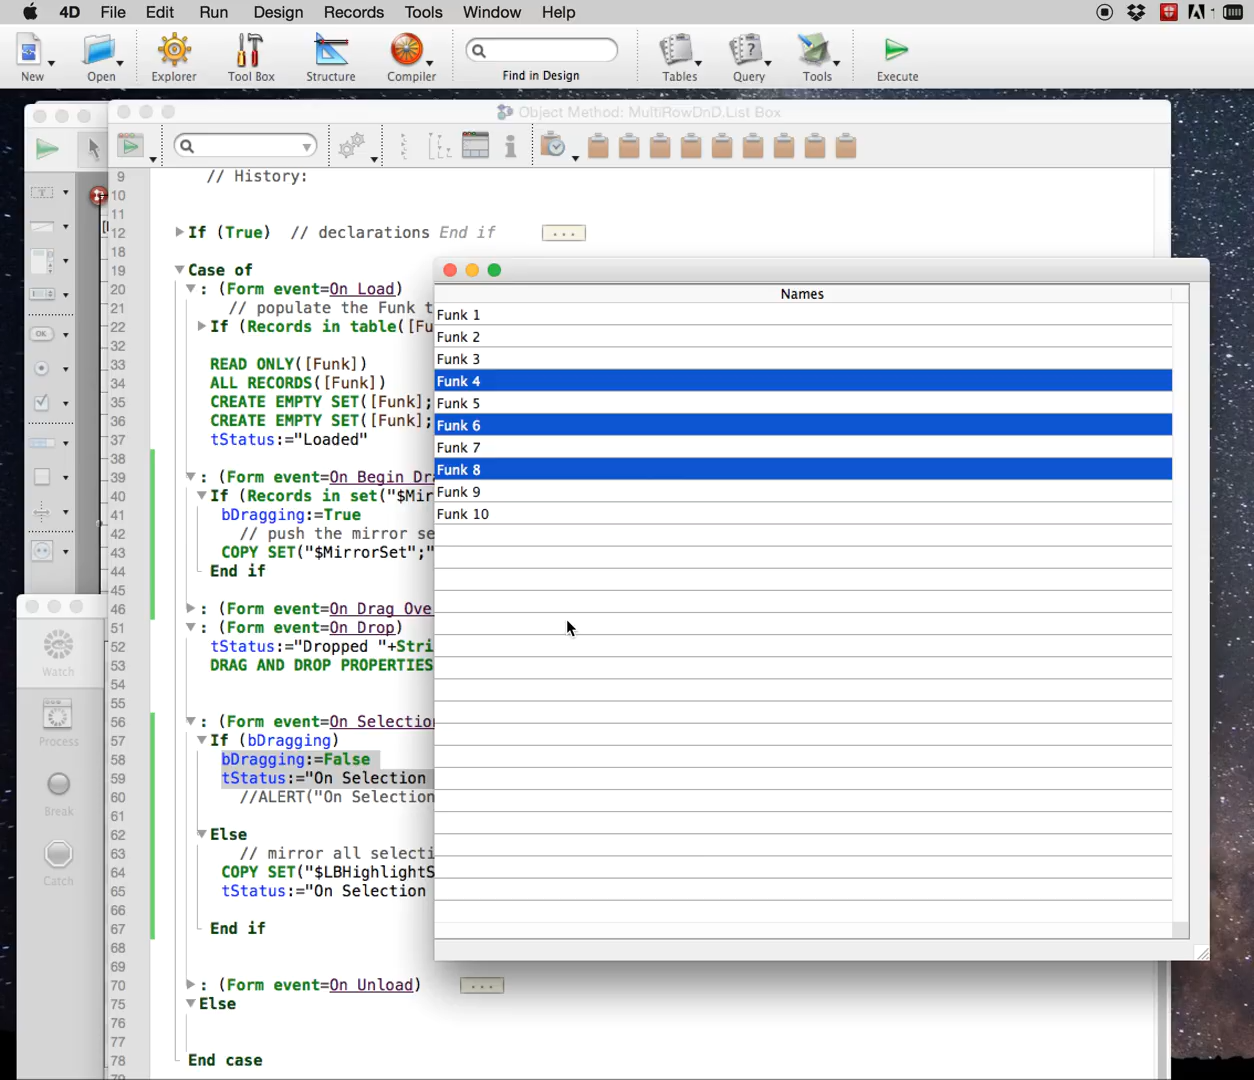 4D File Edit Run Design Records Tools Window Help
New Open Explorer Tool Box Structure Compiler Find in Design Tables Query Tools Execute
Object Method: MultiRowDnD.List Box
9 // History:
10
11
12 If (True) // declarations End if ...
18
19 Case of
20 : (Form event=On Load)
21 // populate the Funk t
22 If (Records in table([Fu
32
33 READ ONLY([Funk])
34 ALL RECORDS([Funk])
35 CREATE EMPTY SET([Funk];
36 CREATE EMPTY SET([Funk];
37 tStatus:="Loaded"
38
39 : (Form event=On Begin Dra
40 If (Records in set("$Mir
41 bDragging:=True
42 // push the mirror se
43 COPY SET("$MirrorSet";"
44 End if
45
46 : (Form event=On Drag Ove
51 : (Form event=On Drop)
52 tStatus:="Dropped "+Stri
53 DRAG AND DROP PROPERTIES
54
55
56 : (Form event=On Selection
57 If (bDragging)
58 bDragging:=False
59 tStatus:="On Selection
60 //ALERT("On Selection
61
62 Else
63 // mirror all selecti
64 COPY SET("$LBHighlightS
65 tStatus:="On Selection
66
67 End if
68
69
70 : (Form event=On Unload) ...
75 Else
76
77
78 End case
79
Names
Funk 1
Funk 2
Funk 3
Funk 4
Funk 5
Funk 6
Funk 7
Funk 8
Funk 9
Funk 10
OK
Watch
Process
Break
Catch